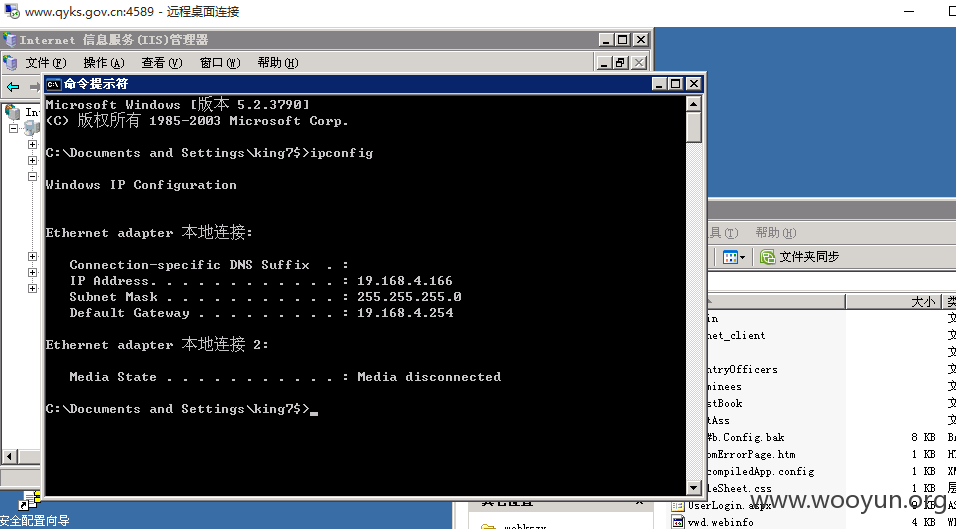 www.qyks.gov.cn:4589 - 远程桌面连接
Internet 信息服务(IIS)管理器
文件(F) 操作(A) 查看(V) 窗口(W) 帮助(H)
命令提示符
Microsoft Windows [版本 5.2.3790]
(C) 版权所有 1985-2003 Microsoft Corp.
C:\Documents and Settings\king7$>ipconfig
Windows IP Configuration
Ethernet adapter 本地连接:
Connection-specific DNS Suffix . :
IP Address. . . . . . . . . . . . : 19.168.4.166
Subnet Mask . . . . . . . . . . . : 255.255.255.0
Default Gateway . . . . . . . . . : 19.168.4.254
Ethernet adapter 本地连接 2:
Media State . . . . . . . . . . . : Media disconnected
C:\Documents and Settings\king7$>_
具(T) 帮助(H)
文件夹同步
大小
in
net_client
ntryOfficers
minees
stBook
tAss
#b.Config.bak 8 KB
omErrorPage.htm 1 KB
compiledApp.config 1 KB
leSheet.css 2 KB 层
UserLogin.aspx
vwd.webinfo 4 KB
安全配置向导
www.wooyun.org